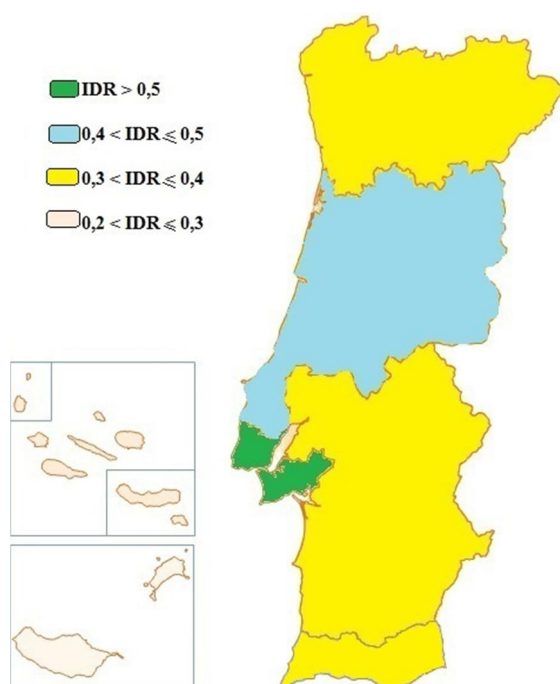 IDR > 0,5
0,4 < IDR ⩽ 0,5
0,3 < IDR ⩽ 0,4
0,2 < IDR ⩽ 0,3